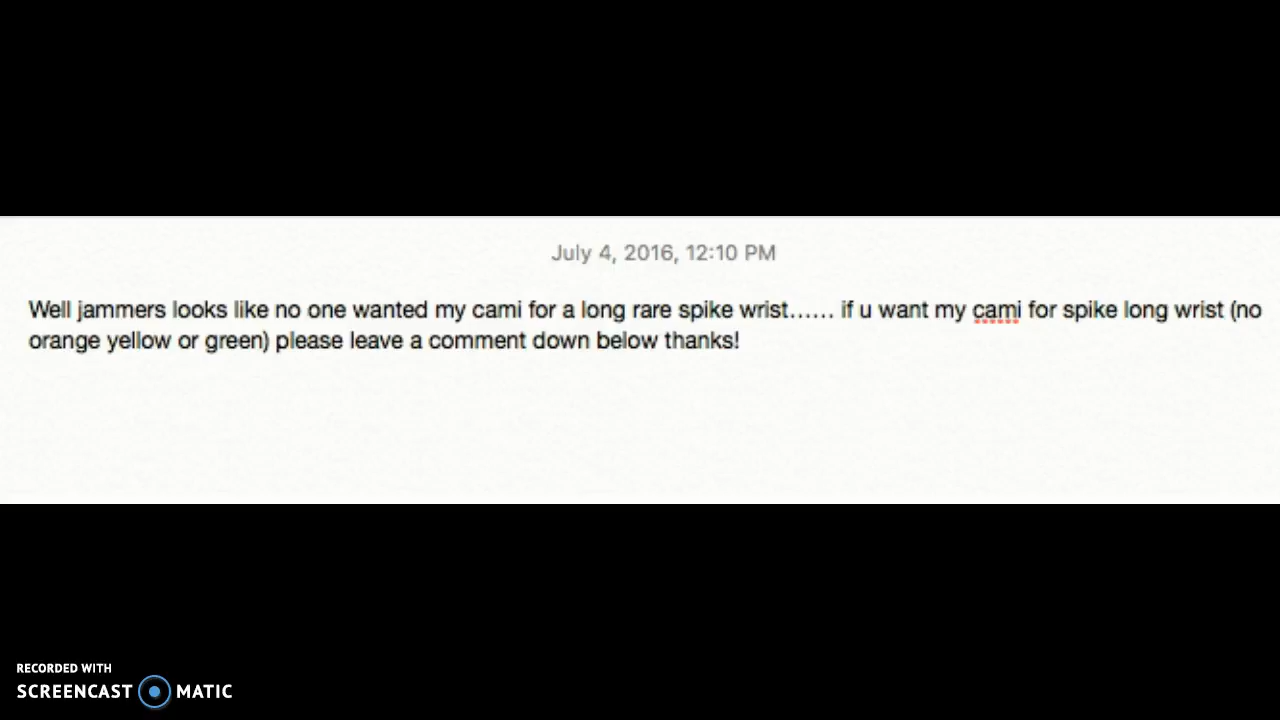 July 4, 2016, 12:10 PM
Well jammers looks like no one wanted my cami for a long rare spike wrist...... if u want my cami for spike long wrist (no
orange yellow or green) please leave a comment down below thanks!
RECORDED WITH
SCREENCAST MATIC